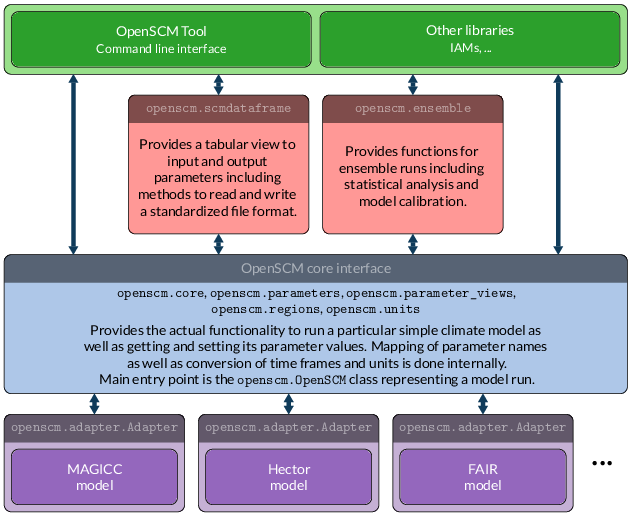 OpenSCM Tool
Command line interface
Other libraries
IAMs, ...
openscm.scmdataframe
Provides a tabular view to
input and output
parameters including
methods to read and write
a standardized file format.
openscm.ensemble
Provides functions for
ensemble runs including
statistical analysis and
model calibration.
OpenSCM core interface
openscm.core, openscm.parameters,openscm.parameter_views,
openscm.regions, openscm.units
Provides the actual functionality to run a particular simple climate model as
well as getting and setting its parameter values. Mapping of parameter names
as well as conversion of time frames and units is done internally.
Main entry point is the openscm.OpenSCM class representing a model run.
openscm.adapter.Adapter
MAGICC
model
openscm.adapter.Adapter
Hector
model
openscm.adapter.Adapter
FAIR
model
...